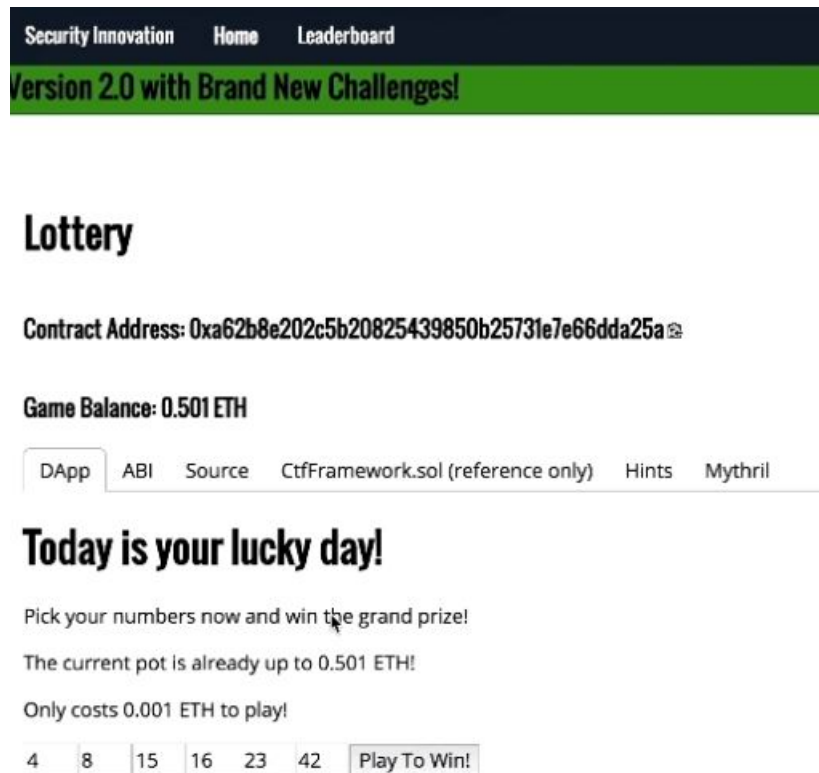 Security Innovation Home Leaderboard
Version 2.0 with Brand New Challenges!
Lottery
Contract Address: 0xa62b8e202c5b20825439850b25731e7e66dda25a
Game Balance: 0.501 ETH
DApp ABI Source CtfFramework.sol (reference only) Hints Mythril
Today is your lucky day!
Pick your numbers now and win the grand prize!
The current pot is already up to 0.501 ETH!
Only costs 0.001 ETH to play!
4 8 15 16 23 42 Play To Win!